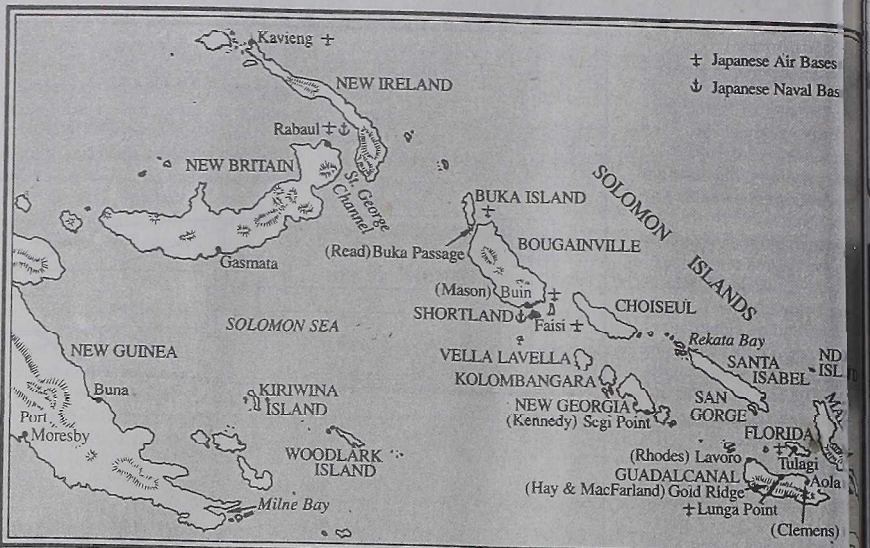 Kavieng
Japanese Air Bases
NEW IRELAND
Japanese Naval Bas
Rabaul
NEW BRITAIN
St. George
Channel
SOLOMON
ISLANDS
BUKA ISLAND
BOUGAINVILLE
(Read) Buka Passage
Gasmata
(Mason) Buin
CHOISEUL
SHORTLAND
Faisi
SOLOMON SEA
Rekata Bay
NEW GUINEA
VELLA LAVELLA
SANTA
ISABEL
ND
ISL
KOLOMBANGARA
Buna
KIRIWINA
ISLAND
NEW GEORGIA
SAN
GORGE
MAL
(Kennedy) Segi Point
Port
Moresby
FLORIDA
WOODLARK
ISLAND
(Rhodes) Lavoro
Tulagi
GUADALCANAL
Aola
(Hay & MacFarland) Gold Ridge
Milne Bay
Lunga Point
(Clemens)